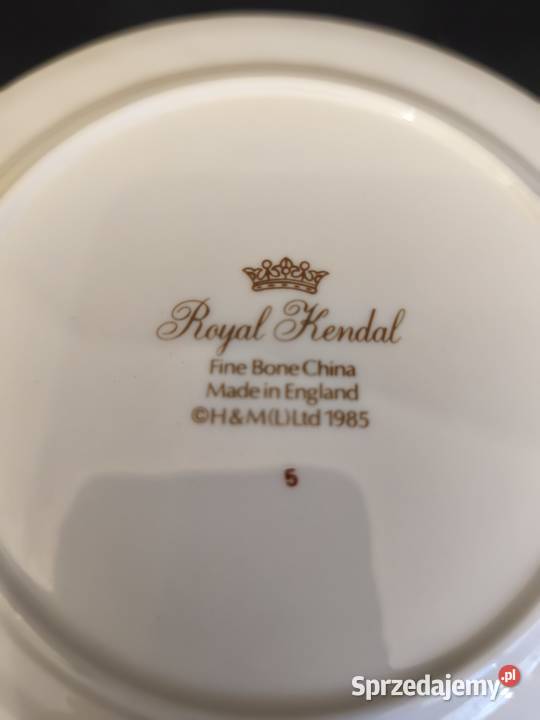 Royal Kendal
Fine Bone China
Made in England
©H&M(L)Ltd 1985
5
Sprzedajemy.pl